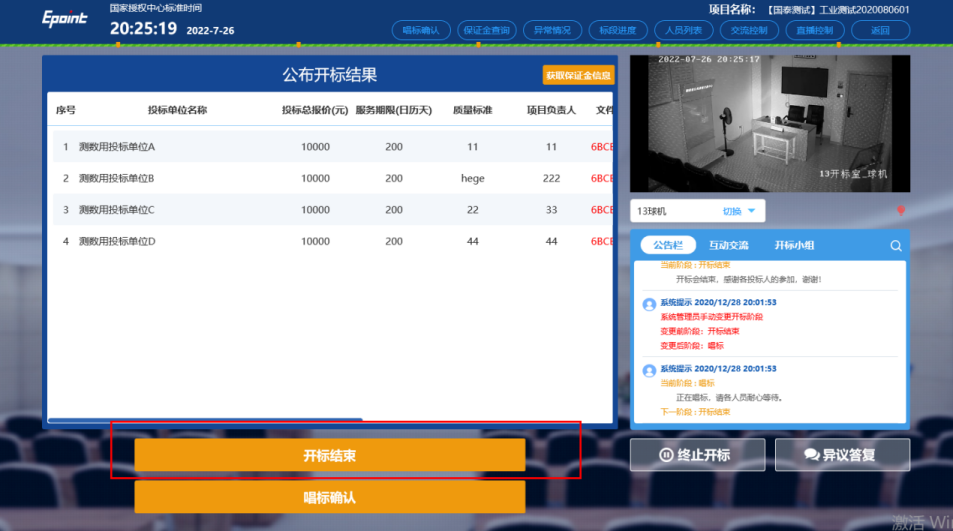 Epoint
国家授权中心标准时间
20:25:19 2022-7-26
项目名称： 【国泰测试】工业测试2020080601
唱标确认 保证金查询 异常情况 标段进度 人员列表 交流控制 直播控制 返回
公布开标结果
获取保证金信息
序号 投标单位名称 投标总报价(元) 服务期限(日历天) 质量标准 项目负责人 文件
1 测数用投标单位A 10000 200 11 11 6BCE
2 测数用投标单位B 10000 200 hege 222 6BCE
3 测数用投标单位C 10000 200 22 33 6BCE
4 测数用投标单位D 10000 200 44 44 6BCE
开标结束
唱标确认
2022-07-26 20:25:17
13开标室_球机
13球机 切换
公告栏 互动交流 开标小组
当前阶段：开标结束
开标会结束，感谢各投标人的参加，谢谢！
系统提示 2020/12/28 20:01:53
系统管理员手动变更开标阶段
变更前阶段：开标结束
变更后阶段：唱标
系统提示 2020/12/28 20:01:53
当前阶段：唱标
正在唱标，请各人员耐心等待。
下一阶段：开标结束
终止开标 异议答复
激活 Win